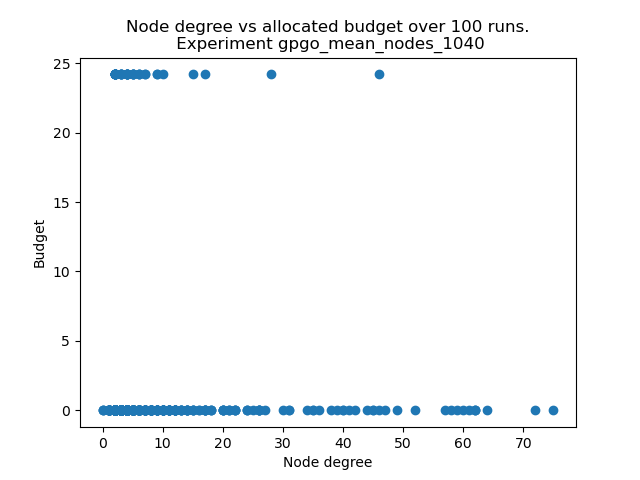 Node degree vs allocated budget over 100 runs.
Experiment gpgo_mean_nodes_1040
25
20
15
10
5
0
Budget
0 10 20 30 40 50 60 70
Node degree